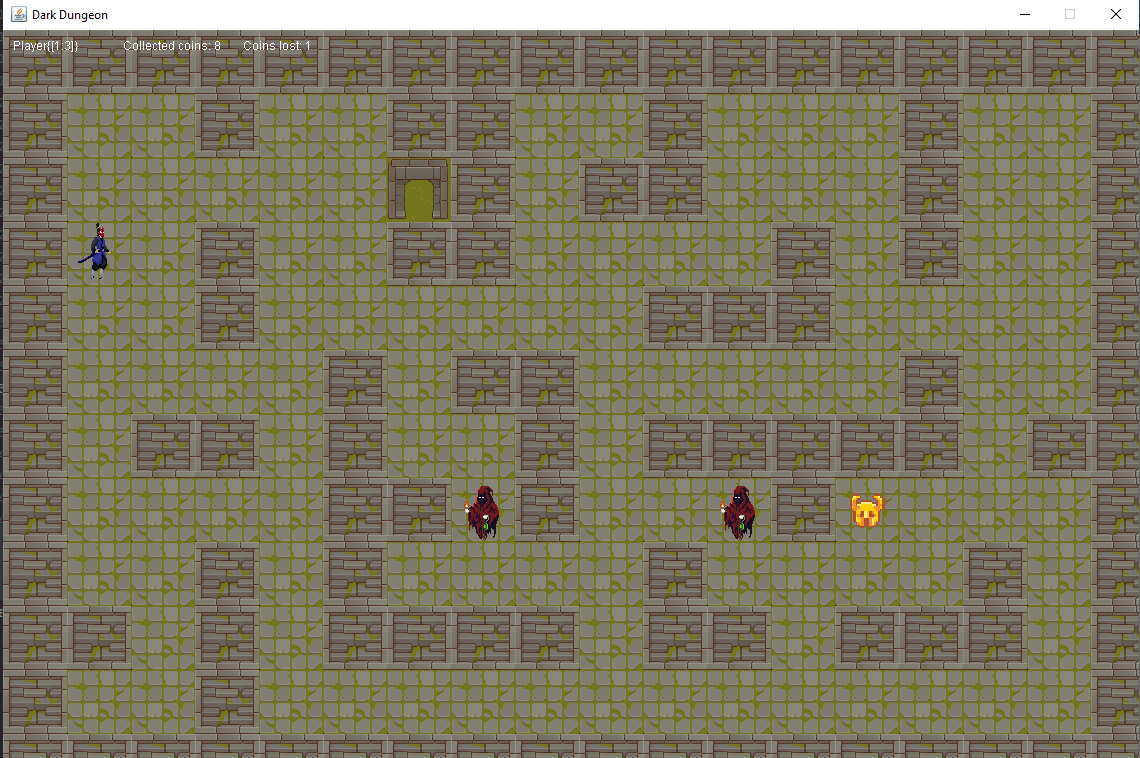 Dark Dungeon
Player{[1:3]} Collected coins: 8 Coins lost: 1